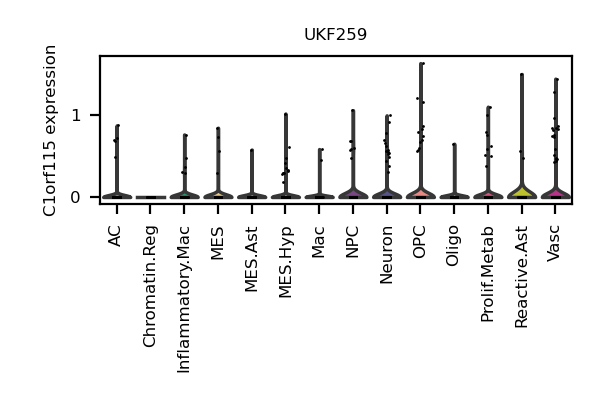 UKF259
C1orf115 expression
1
0
AC
Chromatin.Reg
Inflammatory.Mac
MES
MES.Ast
MES.Hyp
Mac
NPC
Neuron
OPC
Oligo
Prolif.Metab
Reactive.Ast
Vasc